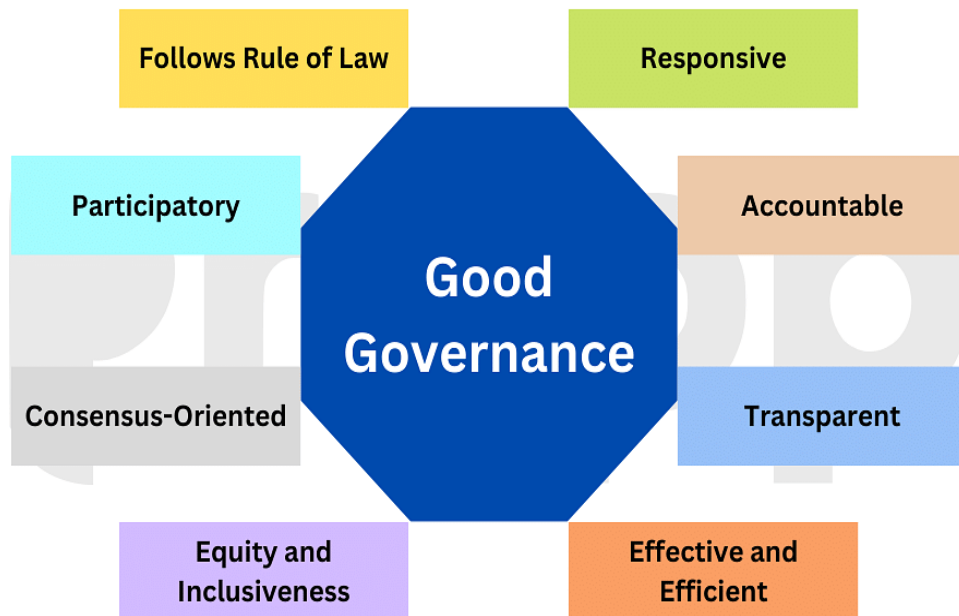 Follows Rule of Law
Responsive
Participatory
Accountable
Good
Governance
Consensus-Oriented
Transparent
Equity and
Inclusiveness
Effective and
Efficient